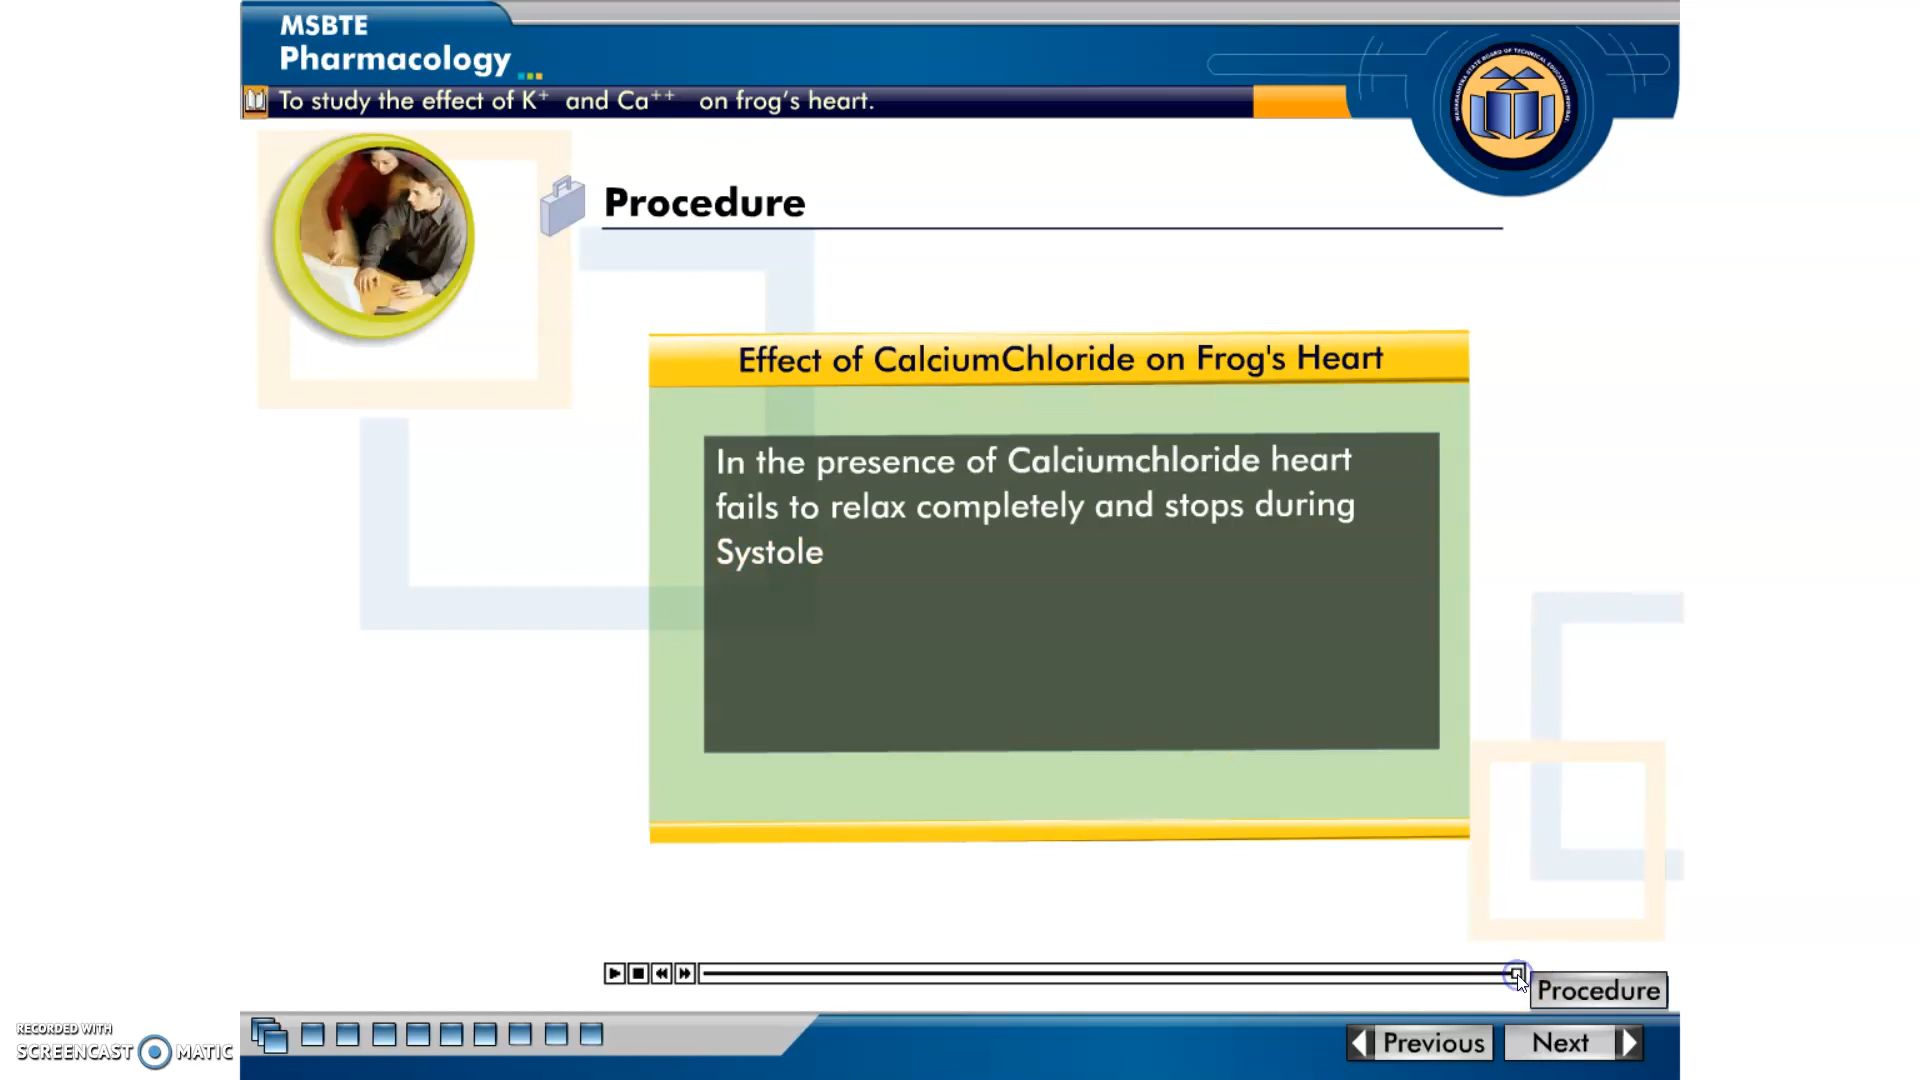 MSBTE
Pharmacology
To study the effect of K⁺ and Ca⁺⁺ on frog's heart.
Procedure
Effect of CalciumChloride on Frog's Heart
In the presence of Calciumchloride heart
fails to relax completely and stops during
Systole
Procedure
Previous
Next
RECORDED WITH
SCREENCAST MATIC